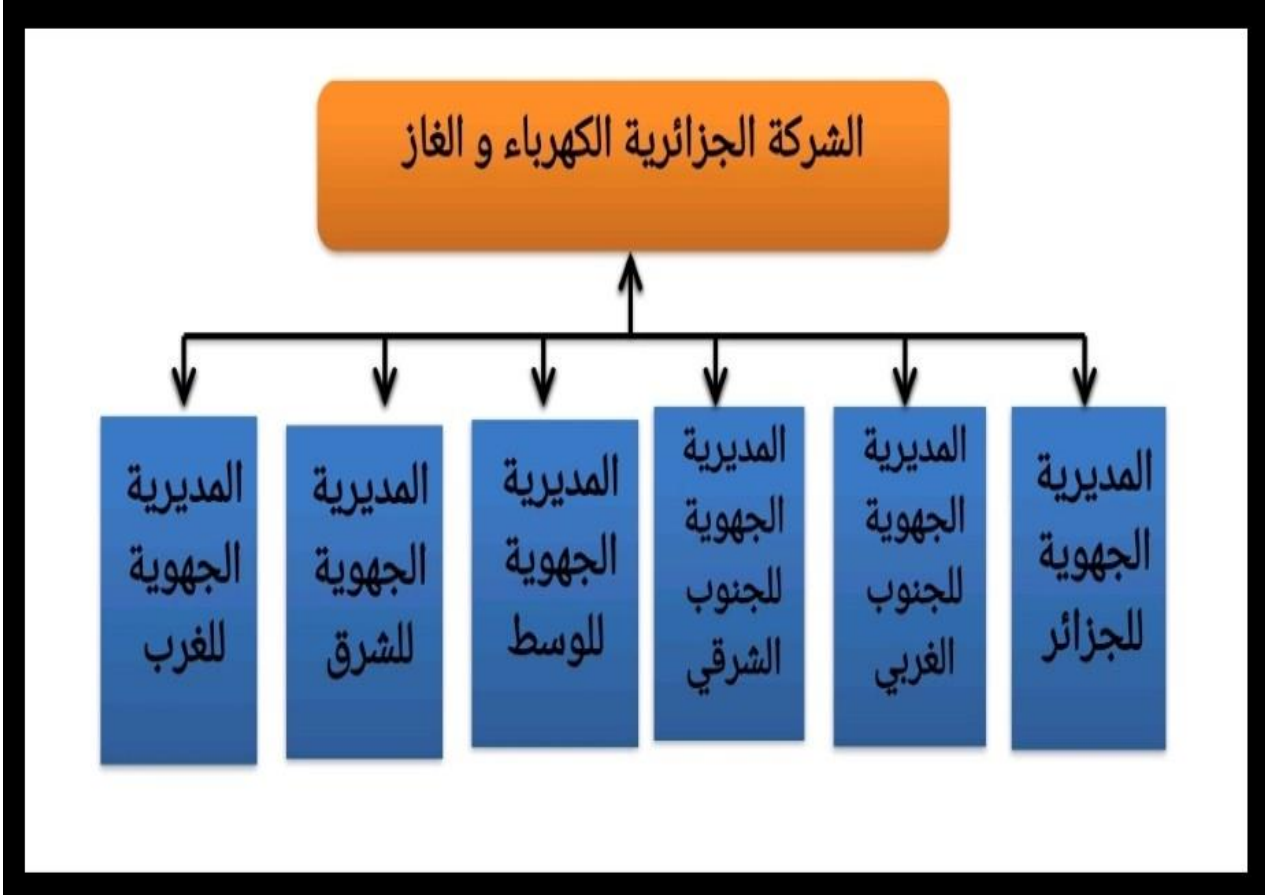 الشركة الجزائرية الكهرباء و الغاز
المديرية
الجهوية
للجزائر
المديرية
الجهوية
للجنوب
الغربي
المديرية
الجهوية
للجنوب
الشرقي
المديرية
الجهوية
للوسط
المديرية
الجهوية
للشرق
المديرية
الجهوية
للغرب